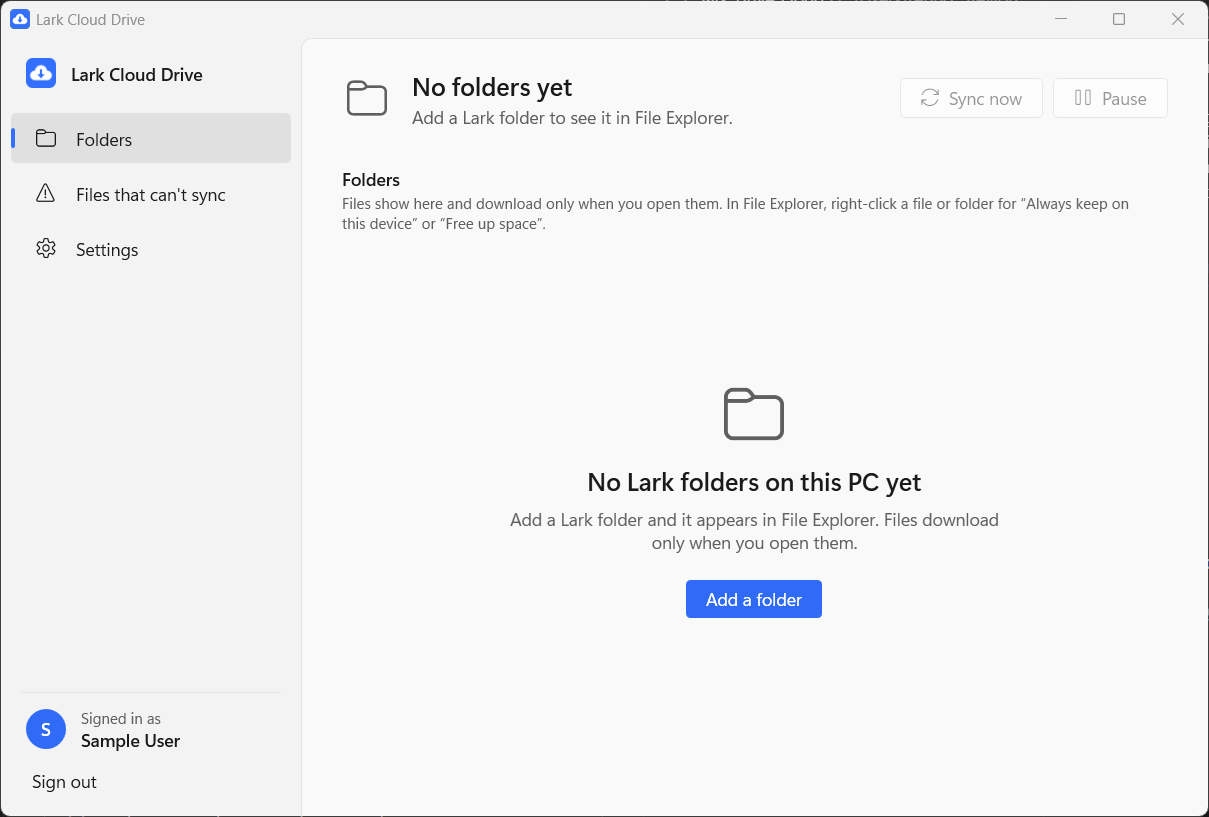 Lark Cloud Drive
Lark Cloud Drive
Folders
Files that can't sync
Settings
Signed in as
S
Sample User
Sign out
No folders yet
Add a Lark folder to see it in File Explorer.
Sync now
Pause
Folders
Files show here and download only when you open them. In File Explorer, right-click a file or folder for “Always keep on
this device” or “Free up space”.
No Lark folders on this PC yet
Add a Lark folder and it appears in File Explorer. Files download
only when you open them.
Add a folder